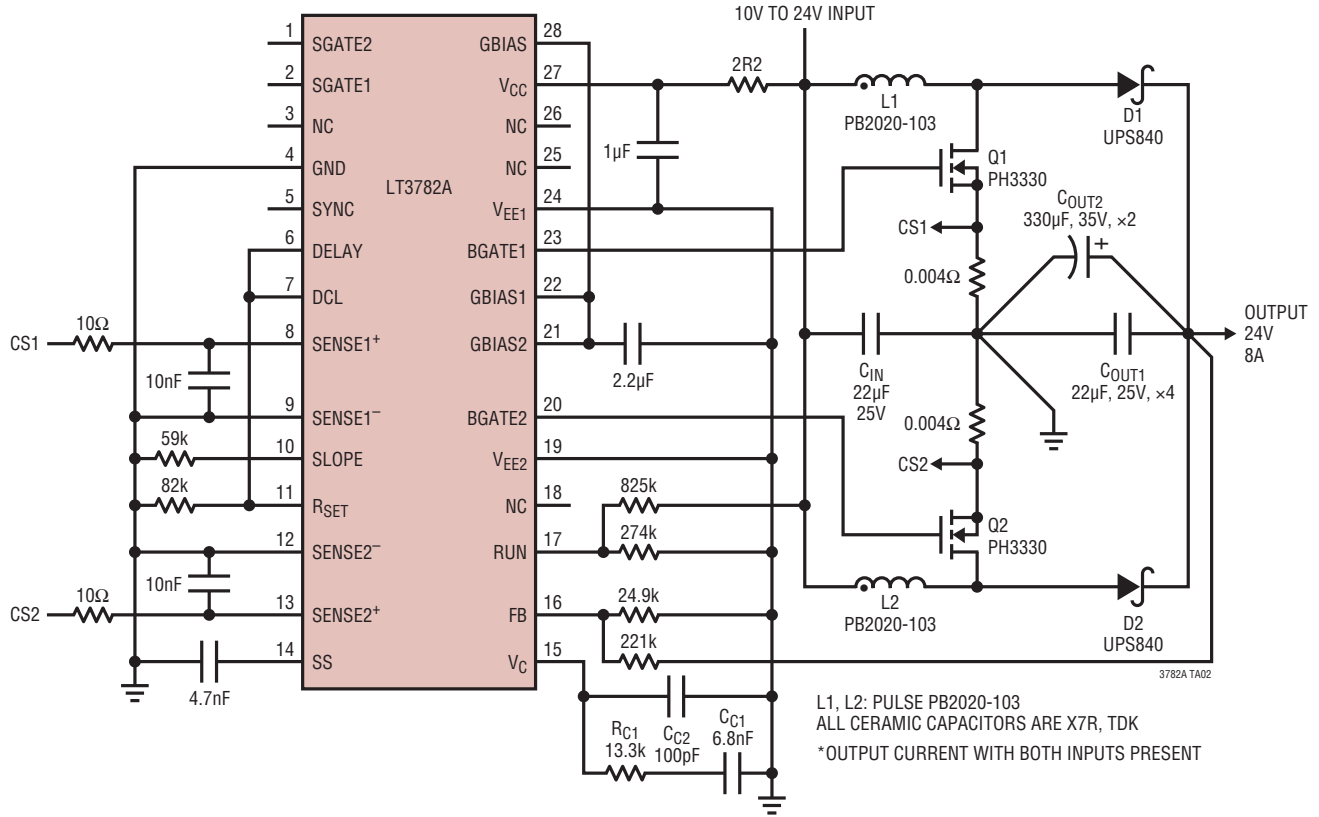 10V TO 24V INPUT
1
SGATE2
2
SGATE1
3
NC
4
GND
5
SYNC
6
DELAY
7
DCL
8
SENSE1+
9
SENSE1–
10
SLOPE
11
RSET
12
SENSE2–
13
SENSE2+
14
SS
LT3782A
28
GBIAS
27
VCC
26
NC
25
NC
24
VEE1
23
BGATE1
22
GBIAS1
21
GBIAS2
20
BGATE2
19
VEE2
18
NC
17
RUN
16
FB
15
VC
CS1
10Ω
10nF
59k
82k
10nF
CS2
10Ω
4.7nF
2R2
1µF
2.2µF
825k
274k
24.9k
221k
RC1
13.3k
CC2
100pF
CC1
6.8nF
L1
PB2020-103
D1
UPS840
Q1
PH3330
CS1
0.004Ω
COUT2
330µF, 35V, ×2
+
CIN
22µF
25V
COUT1
22µF, 25V, ×4
OUTPUT
24V
8A
0.004Ω
CS2
Q2
PH3330
L2
PB2020-103
D2
UPS840
3782A TA02
L1, L2: PULSE PB2020-103
ALL CERAMIC CAPACITORS ARE X7R, TDK
*OUTPUT CURRENT WITH BOTH INPUTS PRESENT